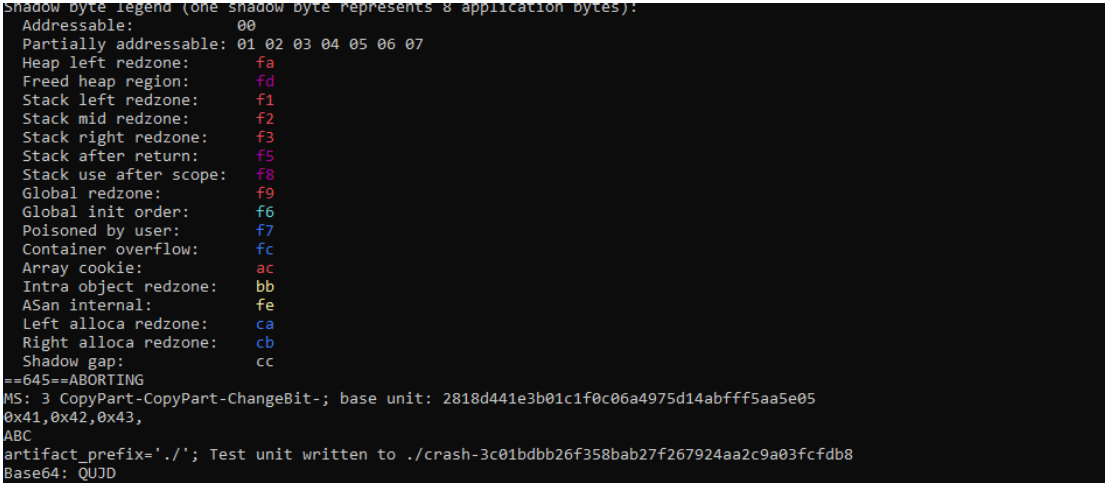 Shadow byte legend (one shadow byte represents 8 application bytes):
Addressable: 00
Partially addressable: 01 02 03 04 05 06 07
Heap left redzone: fa
Freed heap region: fd
Stack left redzone: f1
Stack mid redzone: f2
Stack right redzone: f3
Stack after return: f5
Stack use after scope: f8
Global redzone: f9
Global init order: f6
Poisoned by user: f7
Container overflow: fc
Array cookie: ac
Intra object redzone: bb
ASan internal: fe
Left alloca redzone: ca
Right alloca redzone: cb
Shadow gap: cc
==645==ABORTING
MS: 3 CopyPart-CopyPart-ChangeBit-; base unit: 2818d441e3b01c1f0c06a4975d14abfff5aa5e05
0x41,0x42,0x43,
ABC
artifact_prefix='./'; Test unit written to ./crash-3c01bdbb26f358bab27f267924aa2c9a03fcfdb8
Base64: QUJD